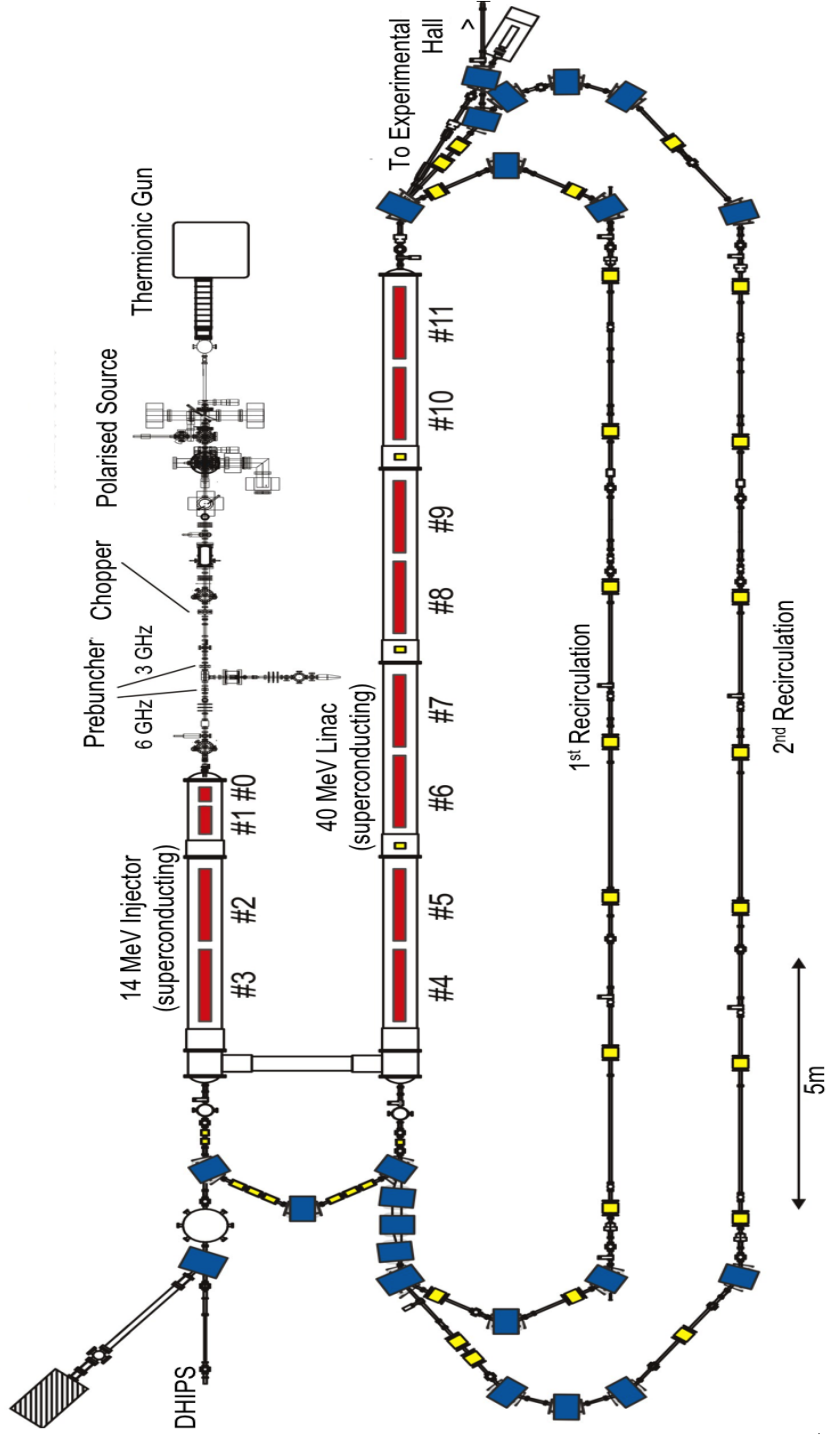 Thermionic Gun
Polarised Source
Chopper
Prebuncher
6 GHz
3 GHz
14 MeV Injector
(superconducting)
#3
#2
#1
#0
To Experimental
Hall
>
40 MeV Linac
(superconducting)
#4
#5
#6
#7
#8
#9
#10
#11
1st Recirculation
2nd Recirculation
DHIPS
5m